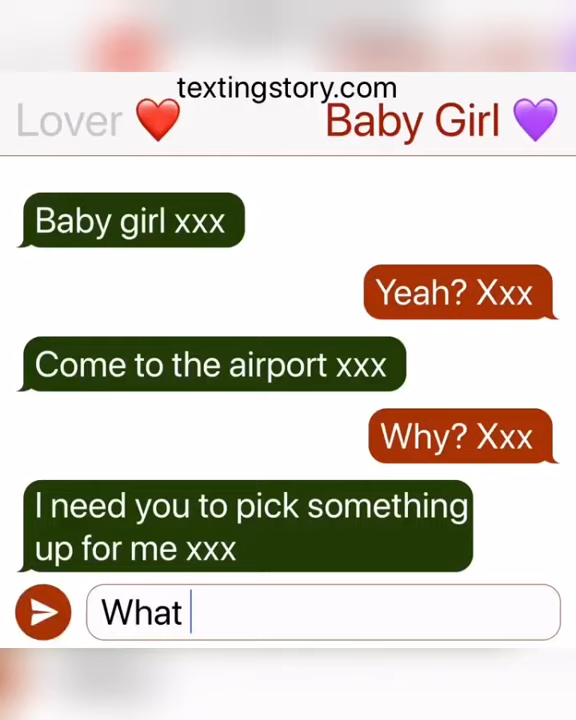 textingstory.com
Lover ❤️
Baby Girl 💜
Baby girl xxx
Yeah? Xxx
Come to the airport xxx
Why? Xxx
I need you to pick something
up for me xxx
What